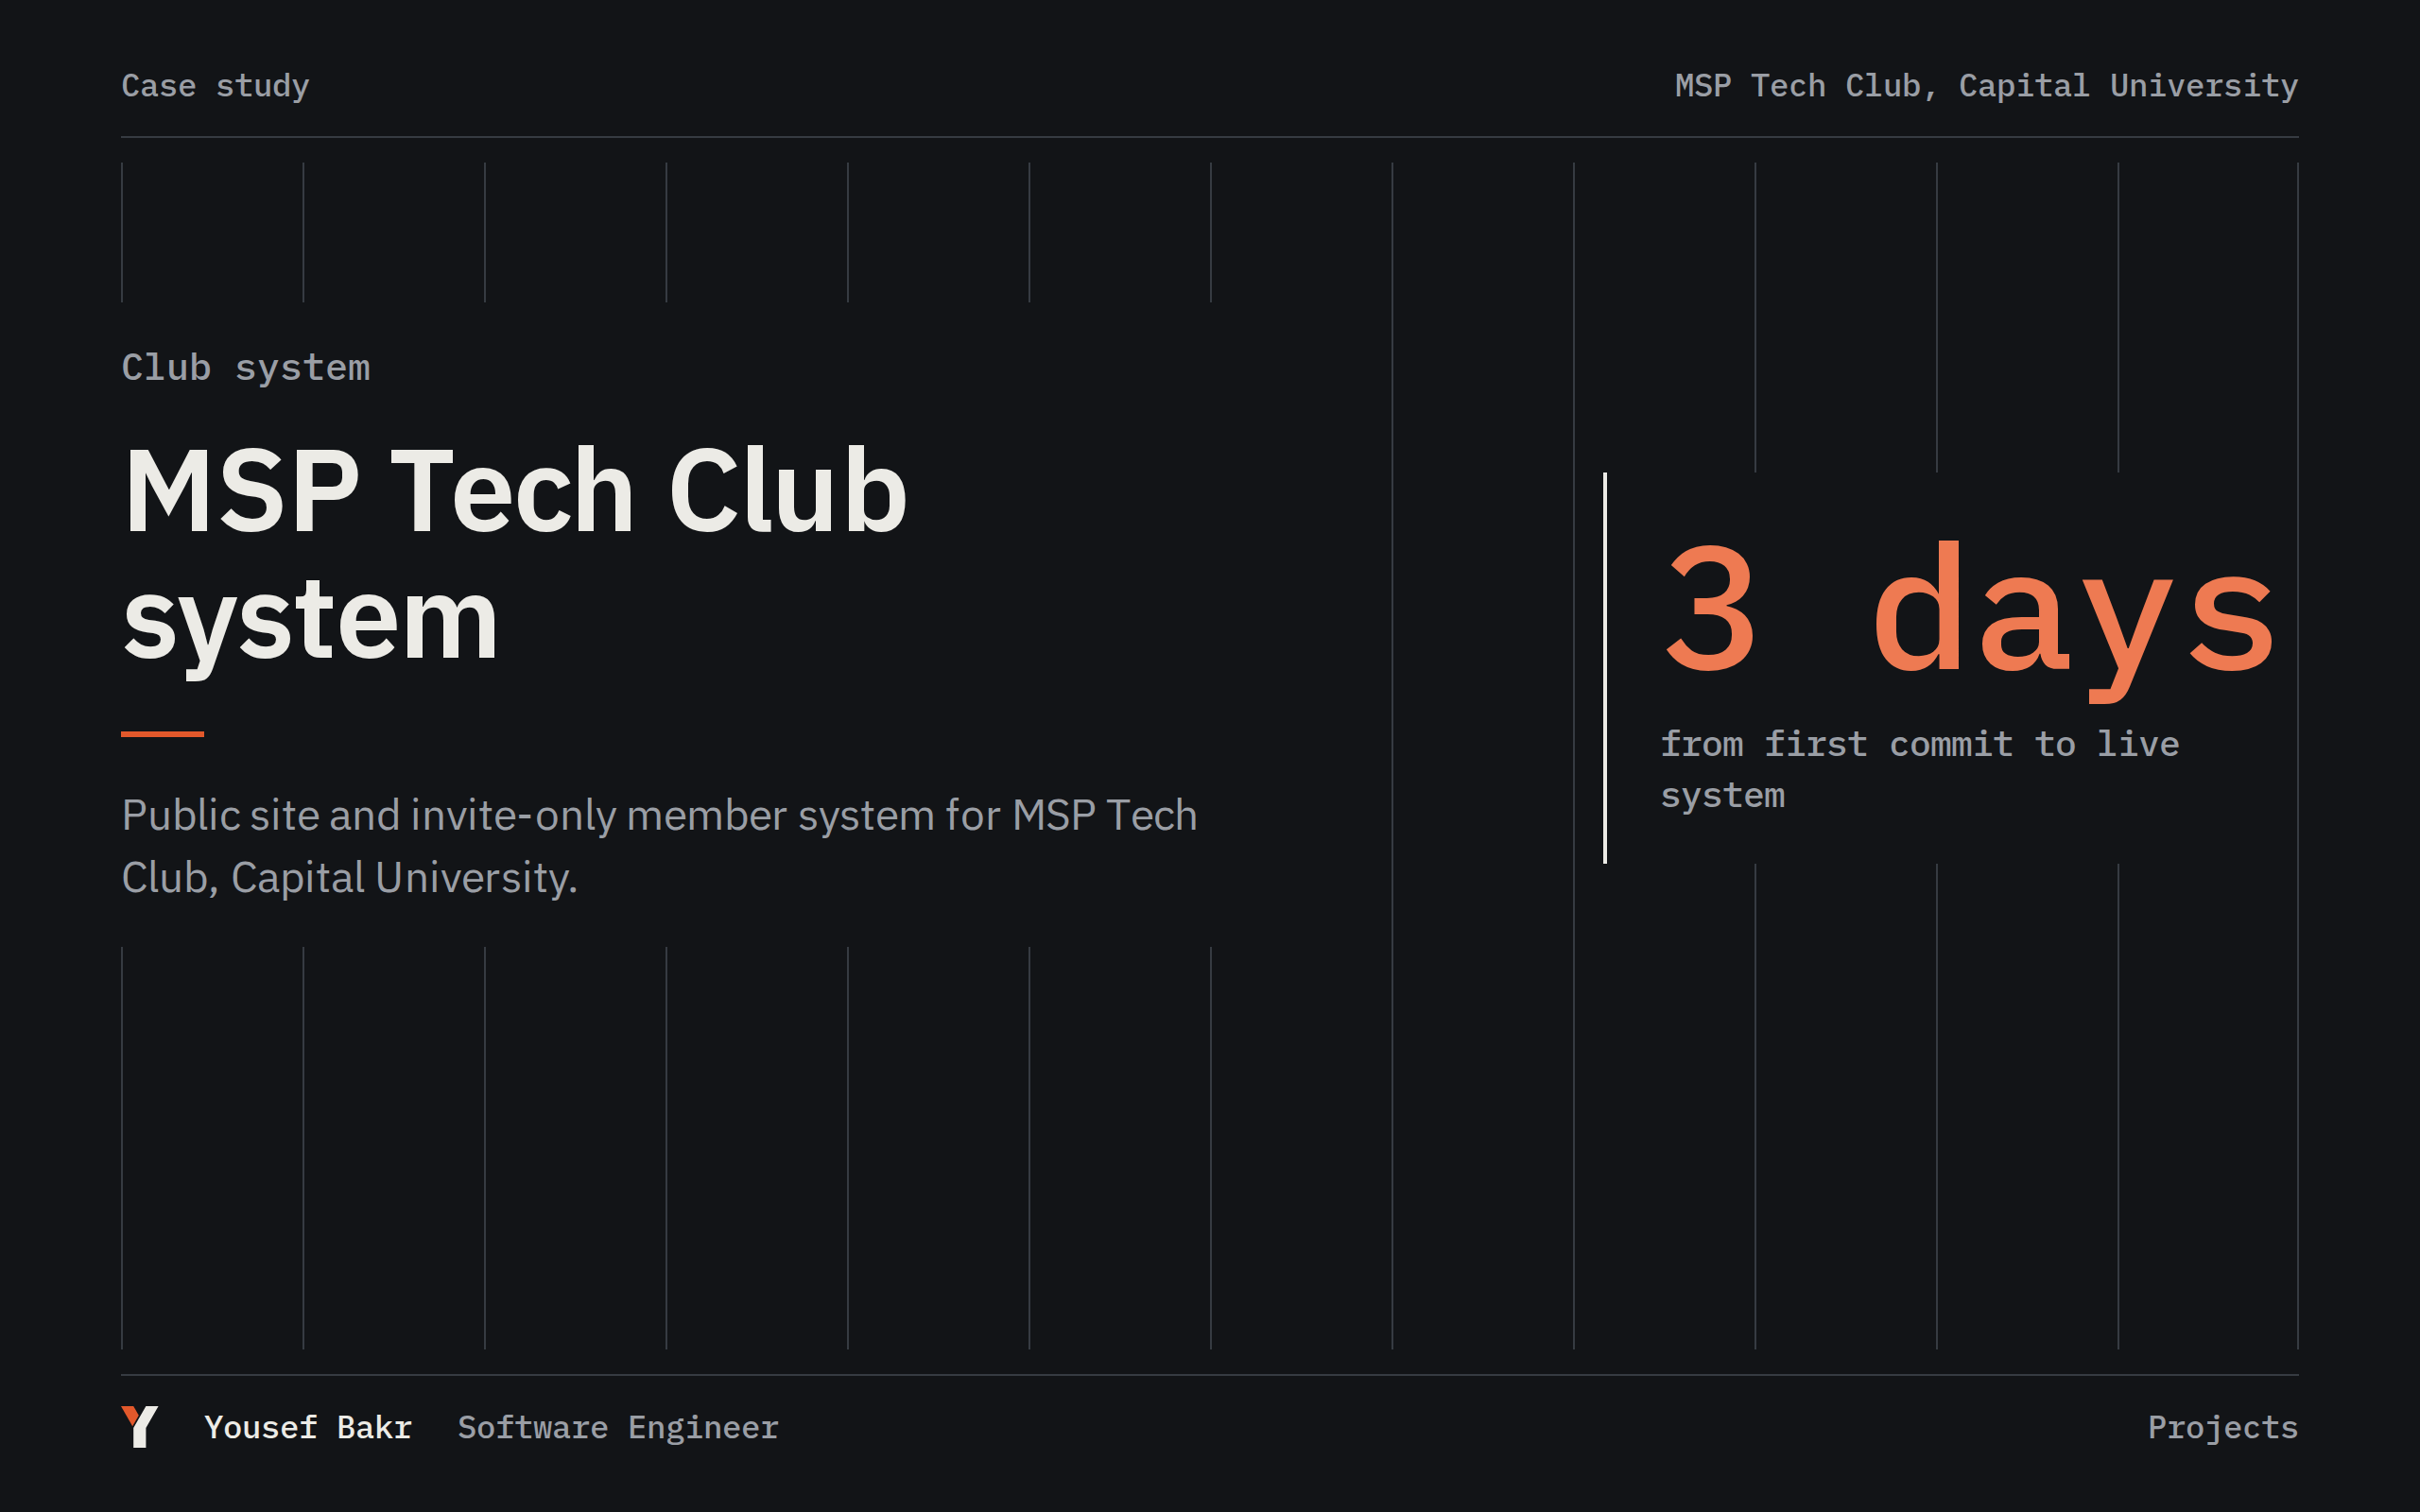 Case study
MSP Tech Club, Capital University
Club system
MSP Tech Club
system
Public site and invite-only member system for MSP Tech
Club, Capital University.
3 days
from first commit to live
system
Y
Yousef Bakr
Software Engineer
Projects